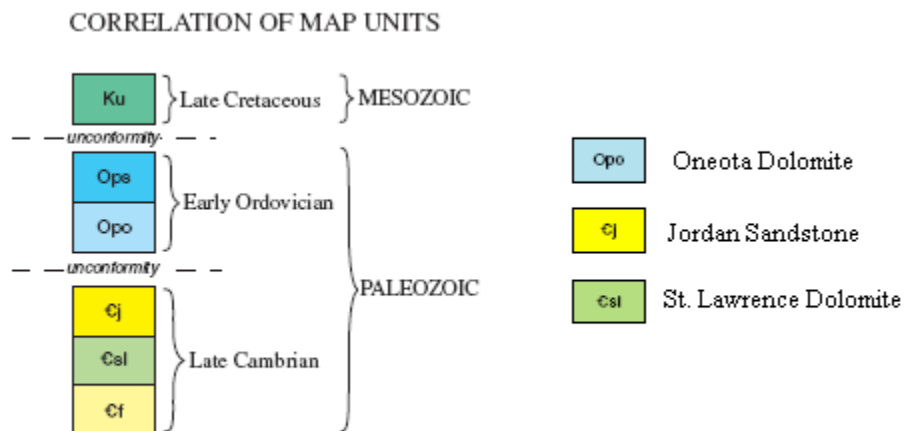 CORRELATION OF MAP UNITS
Ku
Late Cretaceous
MESOZOIC
unconformity
Ops
Early Ordovician
Opo
unconformity
PALEOZOIC
€j
€sl
Late Cambrian
€f
Opo Oneota Dolomite
€j Jordan Sandstone
€sl St. Lawrence Dolomite